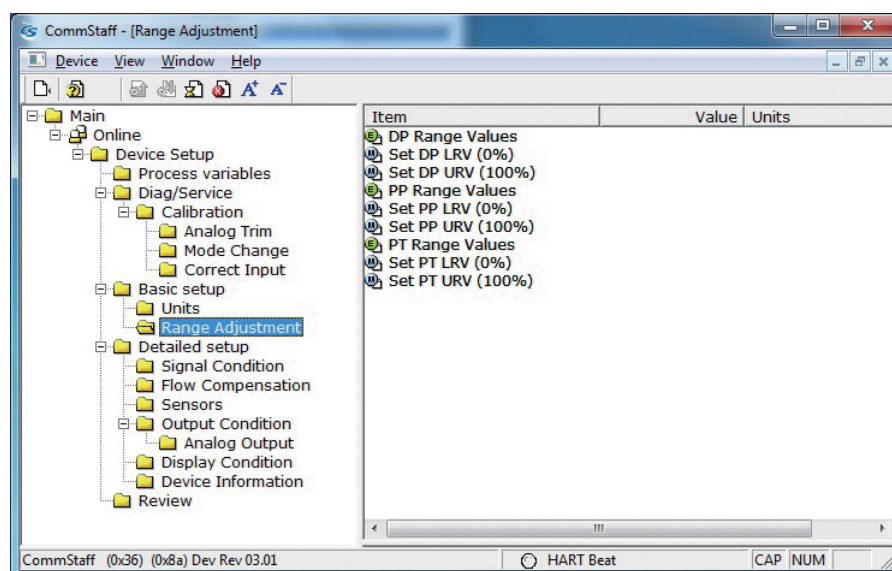 CommStaff - [Range Adjustment]
Device View Window Help
Main
Online
Device Setup
Process variables
Diag/Service
Calibration
Analog Trim
Mode Change
Correct Input
Basic setup
Units
Range Adjustment
Detailed setup
Signal Condition
Flow Compensation
Sensors
Output Condition
Analog Output
Display Condition
Device Information
Review
Item Value Units
DP Range Values
Set DP LRV (0%)
Set DP URV (100%)
PP Range Values
Set PP LRV (0%)
Set PP URV (100%)
PT Range Values
Set PT LRV (0%)
Set PT URV (100%)
CommStaff (0x36) (0x8a) Dev Rev 03.01 HART Beat CAP NUM